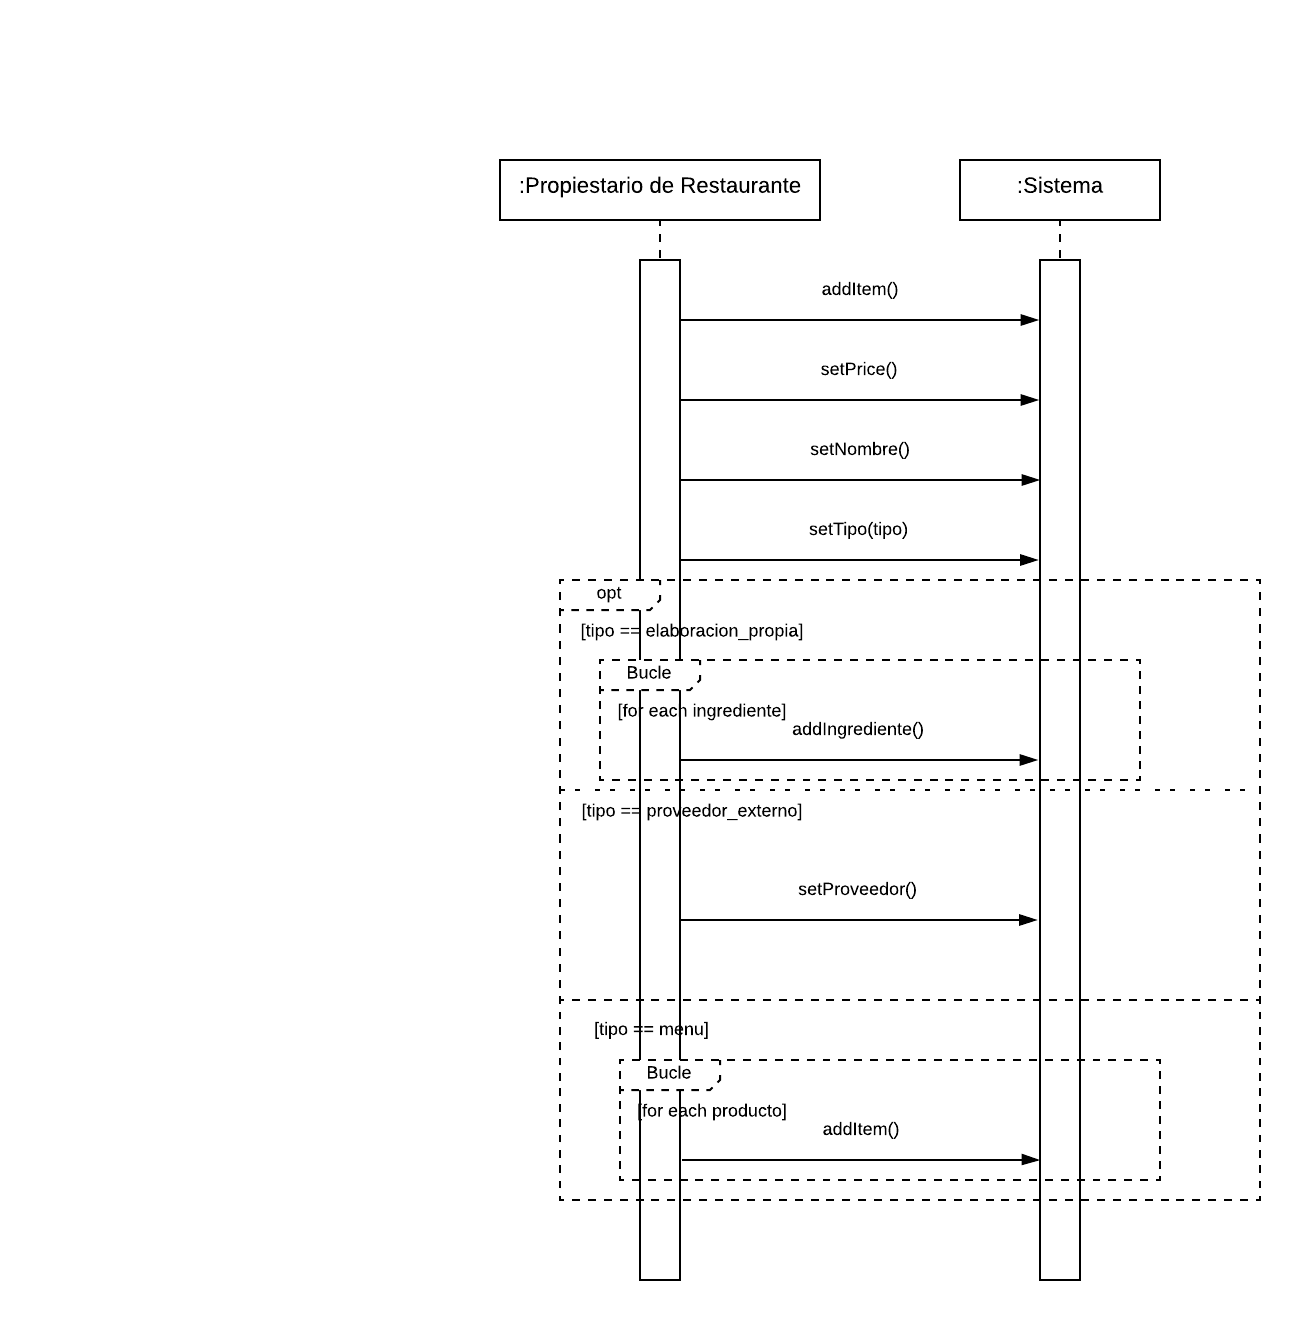 :Propiestario de Restaurante
:Sistema
addItem()
setPrice()
setNombre()
setTipo(tipo)
opt
[tipo == elaboracion_propia]
Bucle
[for each ingrediente]
addIngrediente()
[tipo == proveedor_externo]
setProveedor()
[tipo == menu]
Bucle
[for each producto]
addItem()